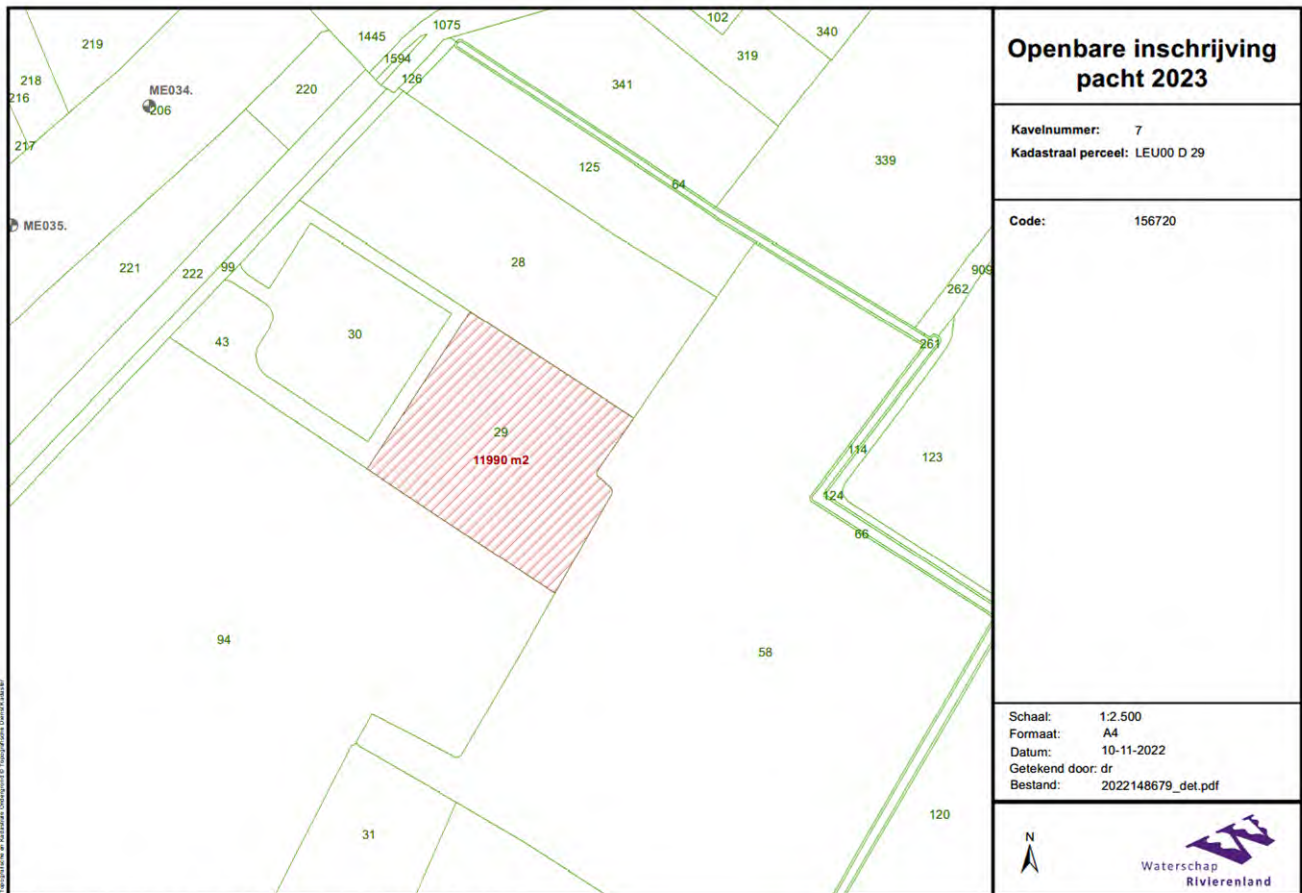 1075
102
340
1445
219
319
1594
126
218
220
341
ME034.
216
206
217
125
339
64
ME035.
28
221
222
99
909
262
30
43
261
29
114
123
11990 m2
124
66
94
58
31
120
Openbare inschrijving
pacht 2023
Kavelnummer: 7
Kadastraal perceel: LEU00 D 29
Code: 156720
Schaal: 1:2.500
Formaat: A4
Datum: 10-11-2022
Getekend door: dr
Bestand: 2022148679_det.pdf
N
Waterschap
Rivierenland